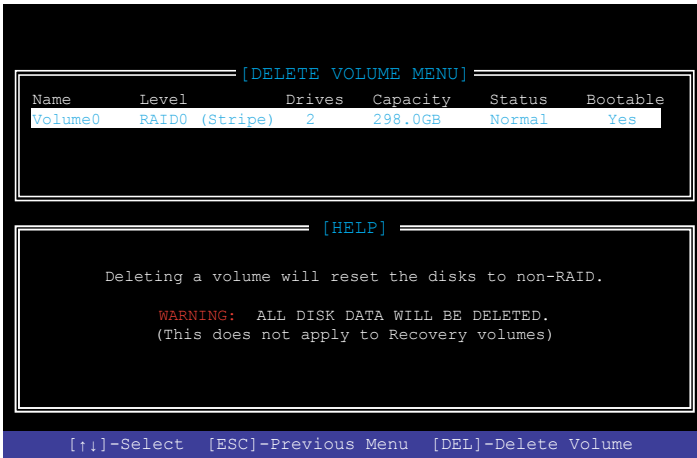 [DELETE VOLUME MENU]
Name Level Drives Capacity Status Bootable
Volume0 RAID0 (Stripe) 2 298.0GB Normal Yes
[HELP]
Deleting a volume will reset the disks to non-RAID.
WARNING: ALL DISK DATA WILL BE DELETED.
(This does not apply to Recovery volumes)
[↑↓]-Select [ESC]-Previous Menu [DEL]-Delete Volume